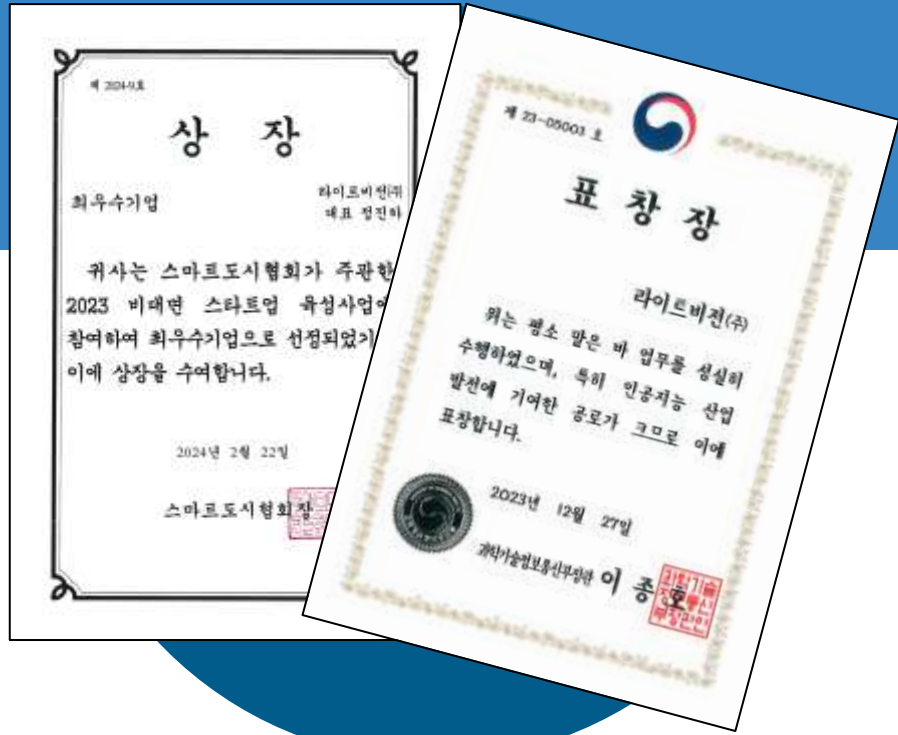 제 2024-9호
상 장
최우수기업
라이트비전(주)
대표 정진하
귀사는 스마트도시협회가 주관한
2023 비대면 스타트업 육성사업에
참여하여 최우수기업으로 선정되었기
이에 상장을 수여합니다.
2024년 2월 22일
스마트도시협회장
제 23-05003 호
표 창 장
라이트비전(주)
위는 평소 맡은 바 업무를 성실히
수행하였으며, 특히 인공지능 산업
발전에 기여한 공로가 크므로 이에
표창합니다.
2023년 12월 27일
과학기술정보통신부장관 이 종 호